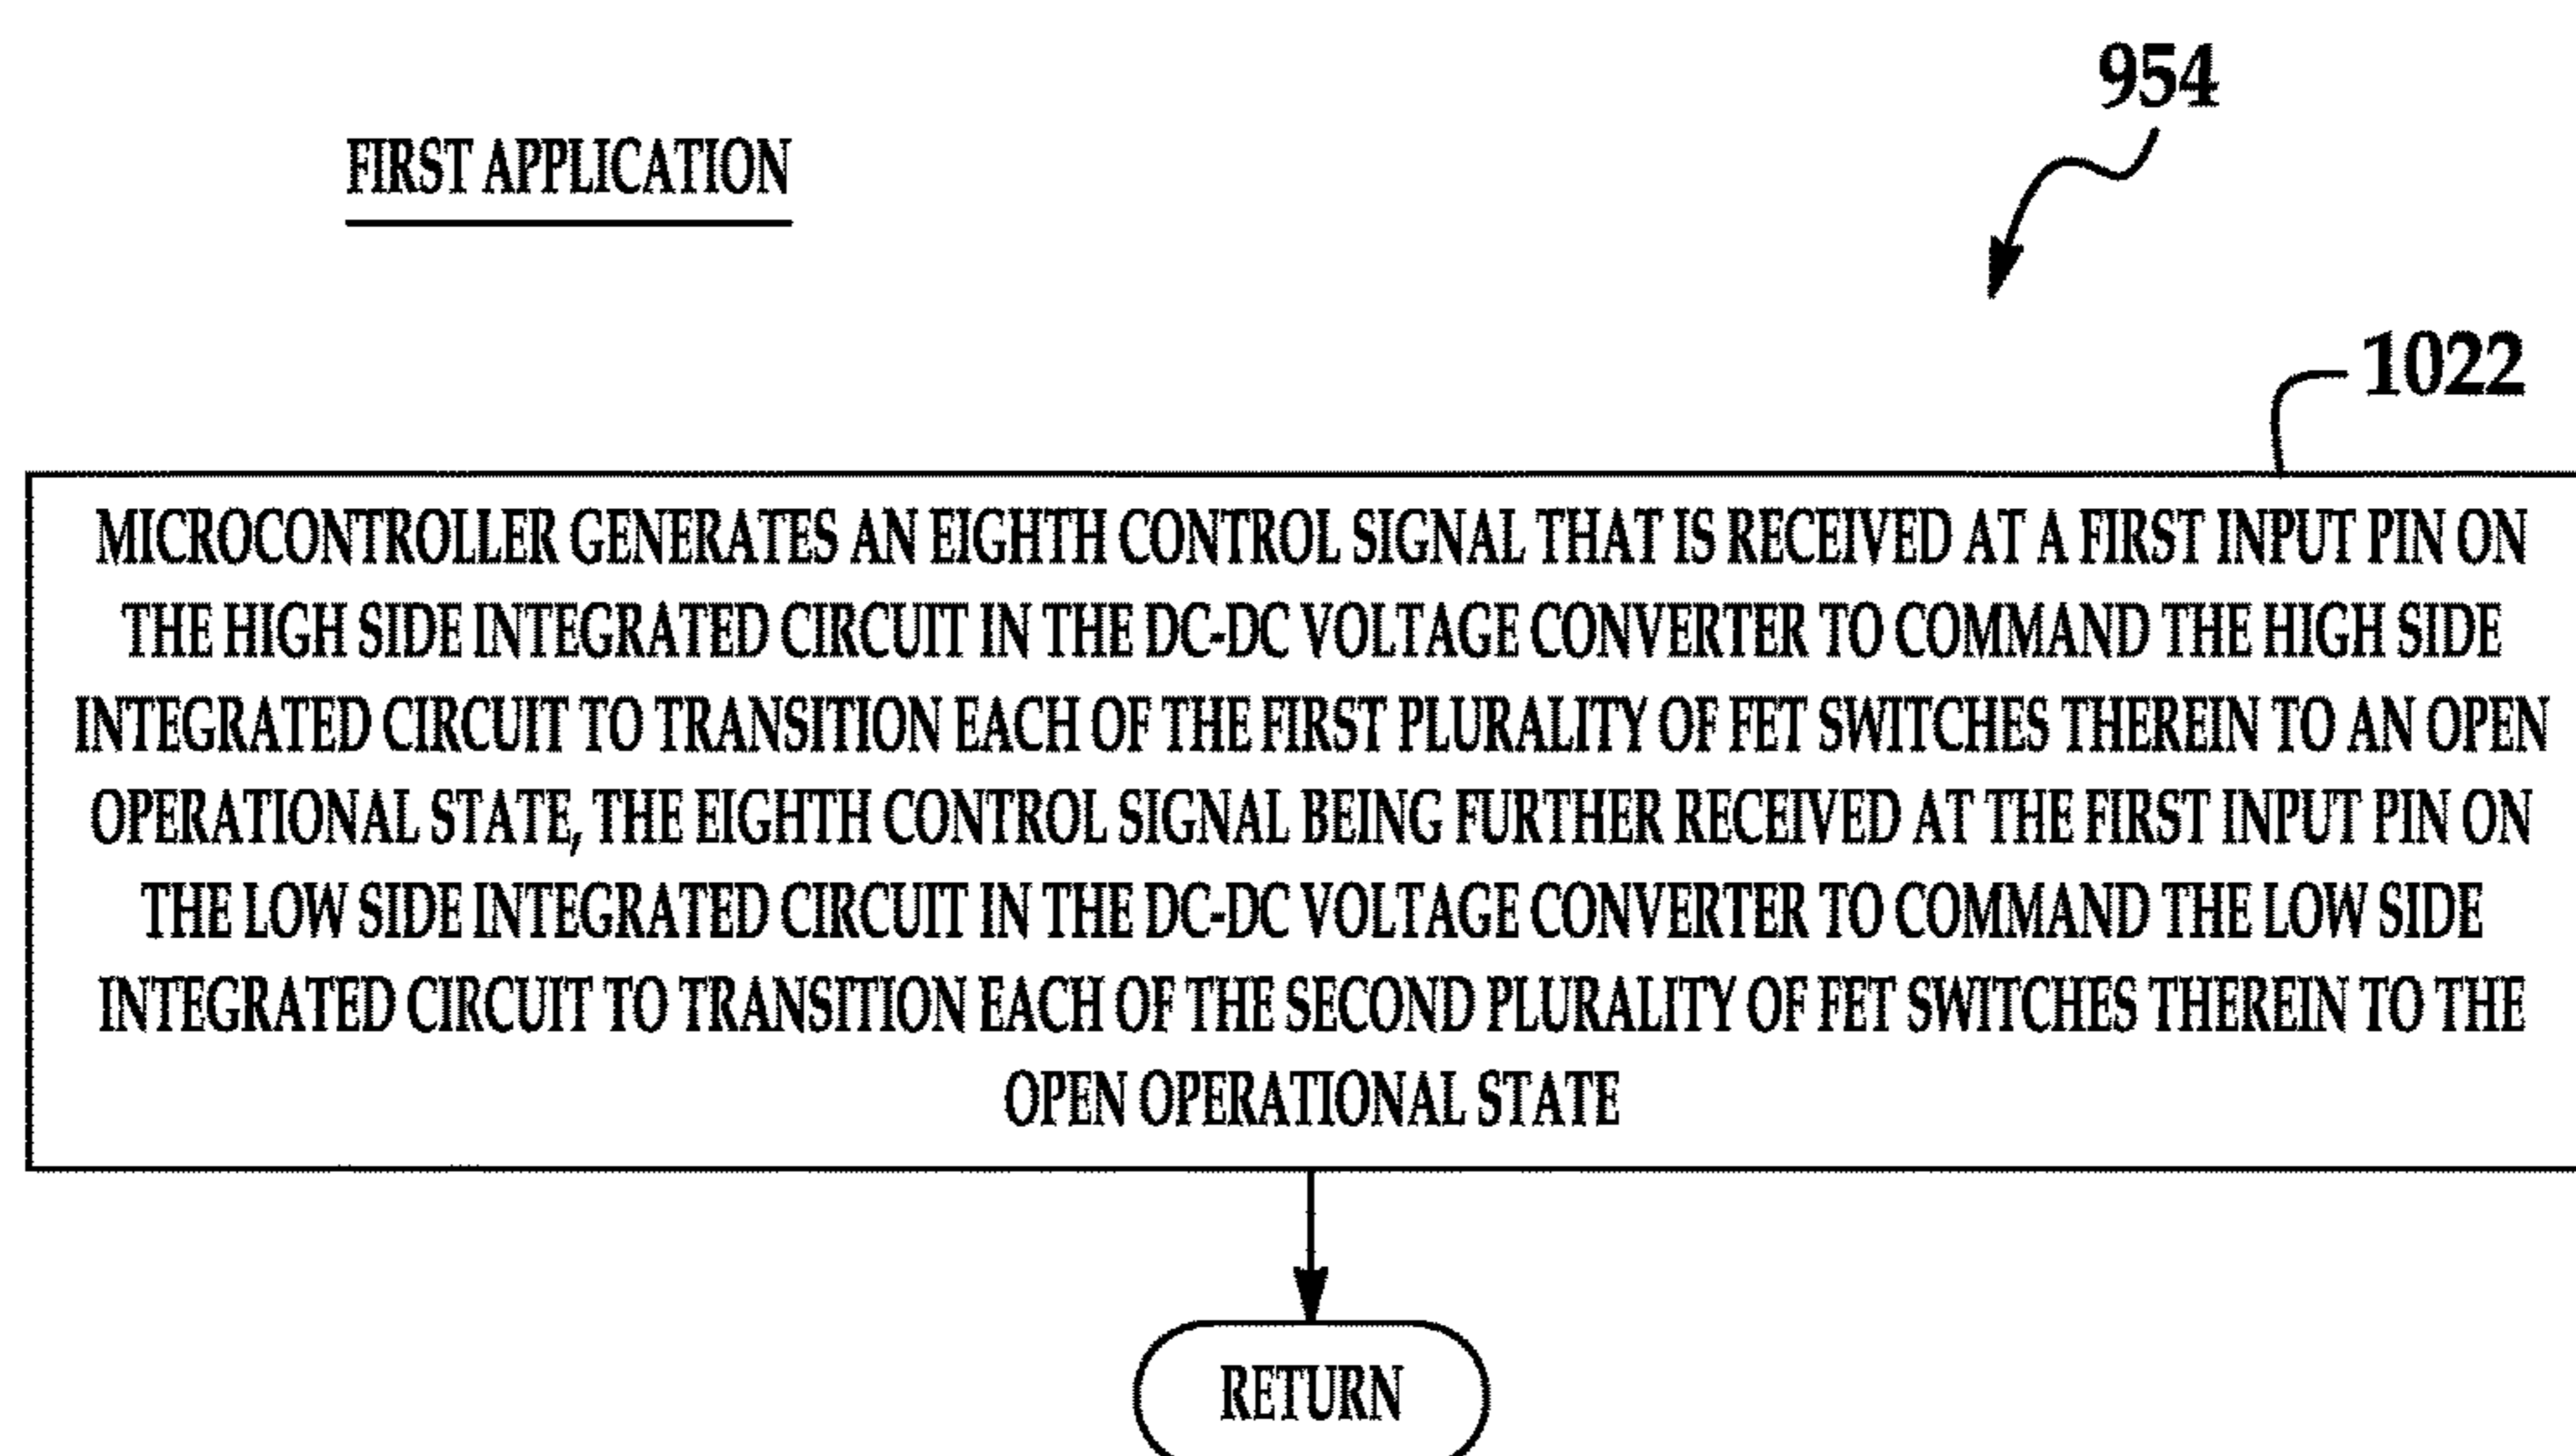 954
FIRST APPLICATION
1022
MICROCONTROLLER GENERATES AN EIGHTH CONTROL SIGNAL THAT IS RECEIVED AT A FIRST INPUT PIN ON
THE HIGH SIDE INTEGRATED CIRCUIT IN THE DC-DC VOLTAGE CONVERTER TO COMMAND THE HIGH SIDE
INTEGRATED CIRCUIT TO TRANSITION EACH OF THE FIRST PLURALITY OF FET SWITCHES THEREIN TO AN OPEN
OPERATIONAL STATE, THE EIGHTH CONTROL SIGNAL BEING FURTHER RECEIVED AT THE FIRST INPUT PIN ON
THE LOW SIDE INTEGRATED CIRCUIT IN THE DC-DC VOLTAGE CONVERTER TO COMMAND THE LOW SIDE
INTEGRATED CIRCUIT TO TRANSITION EACH OF THE SECOND PLURALITY OF FET SWITCHES THEREIN TO THE
OPEN OPERATIONAL STATE
RETURN